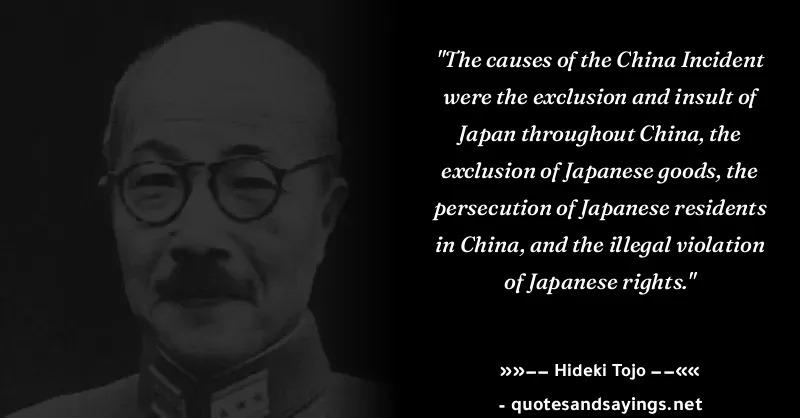 "The causes of the China Incident
were the exclusion and insult of
Japan throughout China, the
exclusion of Japanese goods, the
persecution of Japanese residents
in China, and the illegal violation
of Japanese rights."
»»–– Hideki Tojo ––««
- quotesandsayings.net